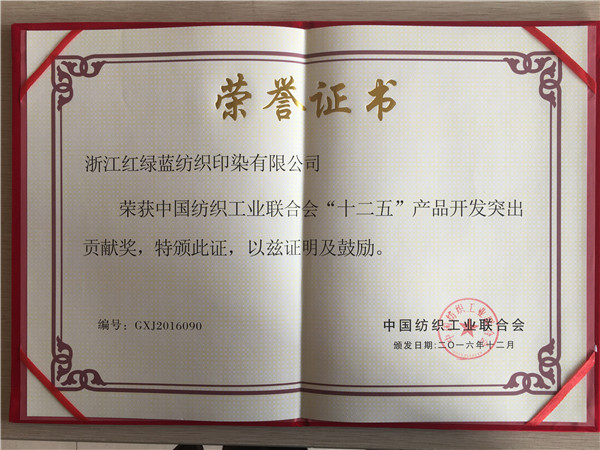 荣誉证书
浙江红绿蓝纺织印染有限公司
荣获中国纺织工业联合会“十二五”产品开发突出
贡献奖，特颁此证，以兹证明及鼓励。
编号：GXJ2016090
中国纺织工业联合会
颁发日期:二〇一六年十二月